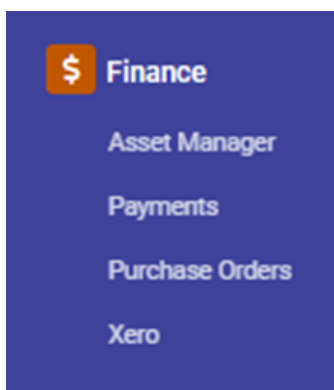 $ Finance
Asset Manager
Payments
Purchase Orders
Xero